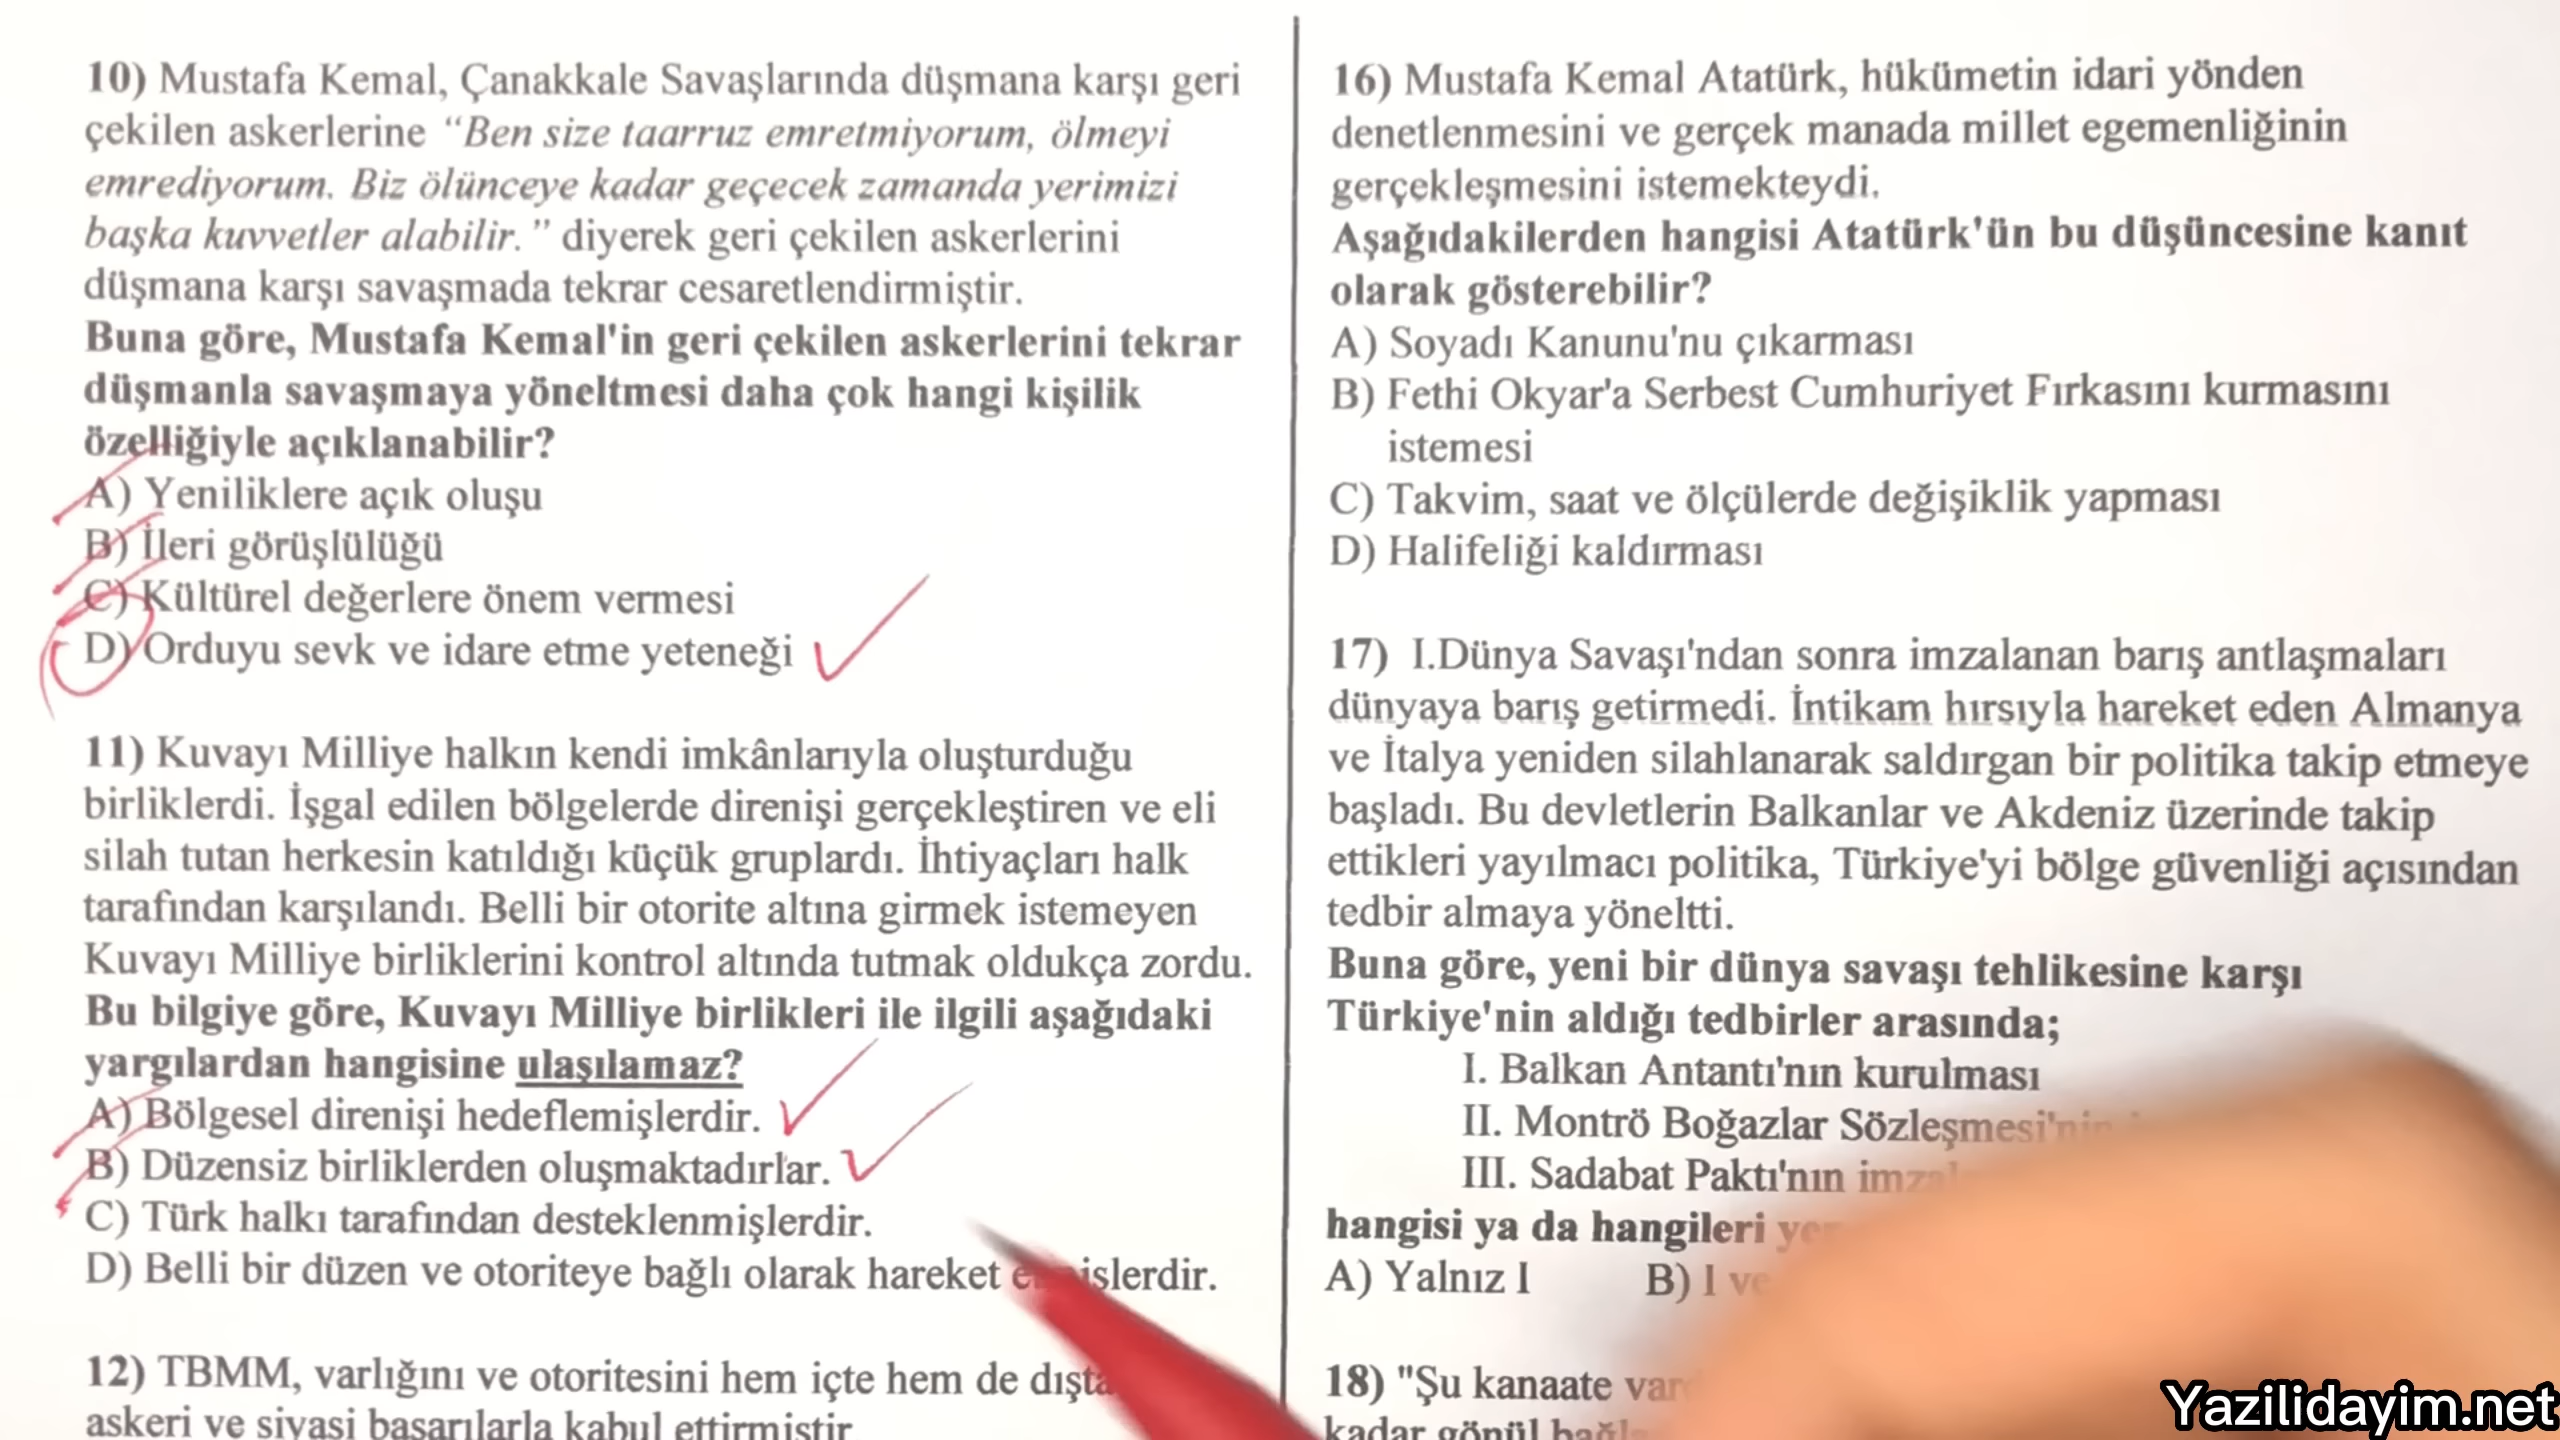 10) Mustafa Kemal, Çanakkale Savaşlarında düşmana karşı geri
çekilen askerlerine “Ben size taarruz emretmiyorum, ölmeyi
emrediyorum. Biz ölünceye kadar geçecek zamanda yerimizi
başka kuvvetler alabilir.” diyerek geri çekilen askerlerini
düşmana karşı savaşmada tekrar cesaretlendirmiştir.
Buna göre, Mustafa Kemal'in geri çekilen askerlerini tekrar
düşmanla savaşmaya yöneltmesi daha çok hangi kişilik
özelliğiyle açıklanabilir?
A) Yeniliklere açık oluşu
B) İleri görüşlülüğü
C) Kültürel değerlere önem vermesi
D) Orduyu sevk ve idare etme yeteneği
11) Kuvayı Milliye halkın kendi imkânlarıyla oluşturduğu
birliklerdi. İşgal edilen bölgelerde direnişi gerçekleştiren ve eli
silah tutan herkesin katıldığı küçük gruplardı. İhtiyaçları halk
tarafından karşılandı. Belli bir otorite altına girmek istemeyen
Kuvayı Milliye birliklerini kontrol altında tutmak oldukça zordu.
Bu bilgiye göre, Kuvayı Milliye birlikleri ile ilgili aşağıdaki
yargılardan hangisine ulaşılamaz?
A) Bölgesel direnişi hedeflemişlerdir.
B) Düzensiz birliklerden oluşmaktadırlar.
C) Türk halkı tarafından desteklenmişlerdir.
D) Belli bir düzen ve otoriteye bağlı olarak hareket
12) TBMM, varlığını ve otoritesini hem içte hem de dışta
askeri ve siyasi başarılarla kabul ettirmiştir
16) Mustafa Kemal Atatürk, hükümetin idari yönden
denetlenmesini ve gerçek manada millet egemenliğinin
gerçekleşmesini istemekteydi.
Aşağıdakilerden hangisi Atatürk'ün bu düşüncesine kanıt
olarak gösterebilir?
A) Soyadı Kanunu'nu çıkarması
B) Fethi Okyar'a Serbest Cumhuriyet Fırkasını kurmasını
istemesi
C) Takvim, saat ve ölçülerde değişiklik yapması
D) Halifeliği kaldırması
17) I.Dünya Savaşı'ndan sonra imzalanan barış antlaşmaları
dünyaya barış getirmedi. İntikam hırsıyla hareket eden Almanya
ve İtalya yeniden silahlanarak saldırgan bir politika takip etmeye
başladı. Bu devletlerin Balkanlar ve Akdeniz üzerinde takip
ettikleri yayılmacı politika, Türkiye'yi bölge güvenliği açısından
tedbir almaya yöneltti.
Buna göre, yeni bir dünya savaşı tehlikesine karşı
Türkiye'nin aldığı tedbirler arasında;
I. Balkan Antantı'nın kurulması
II. Montrö Boğazlar Sözleşmesi'nin
III. Sadabat Paktı'nın
hangisi ya da hangileri
A) Yalnız I B) I ve
18) "Şu kanaate
kadar gönül
Yazilidayim.net